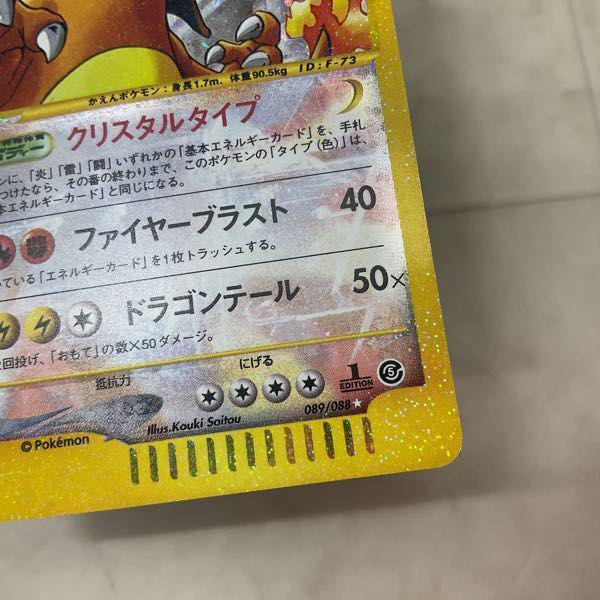 かえんポケモン：身長1.7m、体重90.5kg ID:F-73
クリスタルタイプ
ンに、「炎」「雷」「闘」いずれかの「基本エネルギーカード」を、手札
つけたなら、その番の終わりまで、このポケモンの「タイプ(色)」は、
基本エネルギーカード」と同じになる。
ファイヤーブラスト 40
いている「エネルギーカード」を1枚トラッシュする。
ドラゴンテール 50×
回投げ、「おもて」の数×50ダメージ。
抵抗力 にげる
1 EDITION
Illus.Kouki Saitou 089/088★
© Pokémon